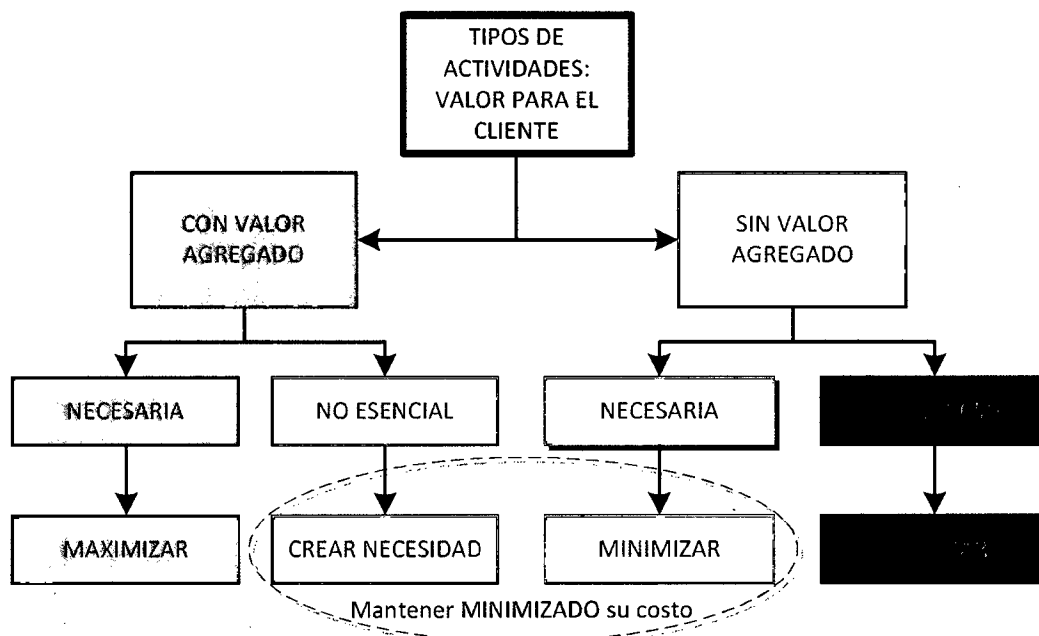 TIPOS DE
ACTIVIDADES:
VALOR PARA EL
CLIENTE
CON VALOR
AGREGADO
SIN VALOR
AGREGADO
NECESARIA
NO ESENCIAL
NECESARIA
MAXIMIZAR
CREAR NECESIDAD
MINIMIZAR
Mantener MINIMIZADO su costo